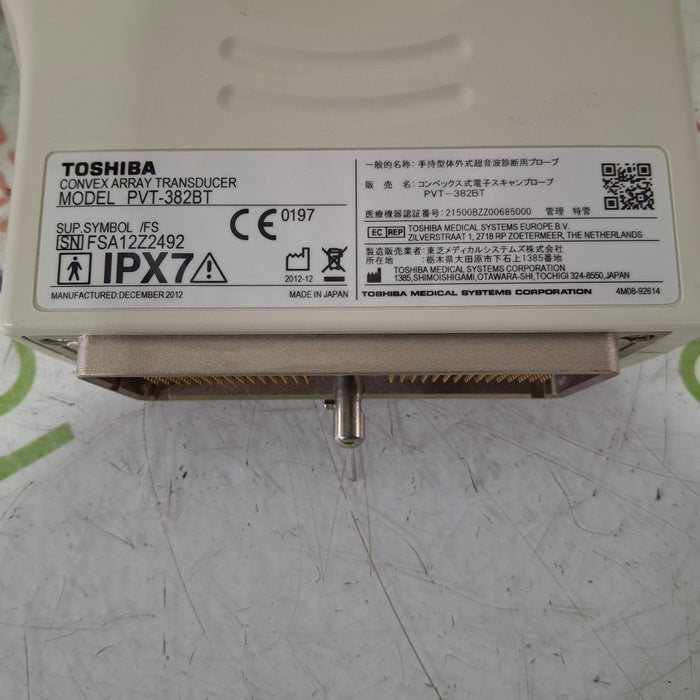 TOSHIBA
CONVEX ARRAY TRANSDUCER
MODEL PVT-382BT
SUP.SYMBOL /FS
SN FSA12Z2492
CE 0197
IPX7
2012-12
MANUFACTURED:DECEMBER 2012
MADE IN JAPAN
一般的名称: 手持型体外式超音波診断用プローブ
販 売 名: コンベックス式電子スキャンプローブ
PVT-382BT
医療機器認証番号: 21500BZZ00685000 管理 特管
EC REP TOSHIBA MEDICAL SYSTEMS EUROPE B.V.
ZILVERSTRAAT 1, 2718 RP ZOETERMEER, THE NETHERLANDS
製造販売業者: 東芝メディカルシステムズ株式会社
所在地 : 栃木県大田原市下石上1385番地
TOSHIBA MEDICAL SYSTEMS CORPORATION
1385, SHIMOISHIGAMI, OTAWARA-SHI, TOCHIGI 324-8550, JAPAN
TOSHIBA MEDICAL SYSTEMS CORPORATION
4M08-92614